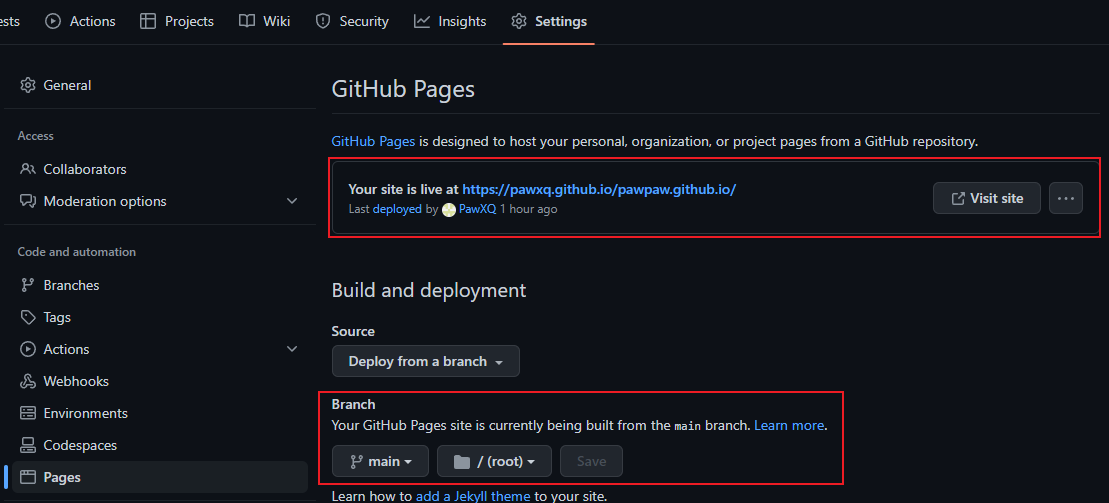 ests Actions Projects Wiki Security Insights Settings
General
Access
Collaborators
Moderation options
Code and automation
Branches
Tags
Actions
Webhooks
Environments
Codespaces
Pages
GitHub Pages
GitHub Pages is designed to host your personal, organization, or project pages from a GitHub repository.
Your site is live at https://pawxq.github.io/pawpaw.github.io/
Last deployed by PawXQ 1 hour ago
Visit site
Build and deployment
Source
Deploy from a branch
Branch
Your GitHub Pages site is currently being built from the main branch. Learn more.
main / (root) Save
Learn how to add a Jekyll theme to your site.